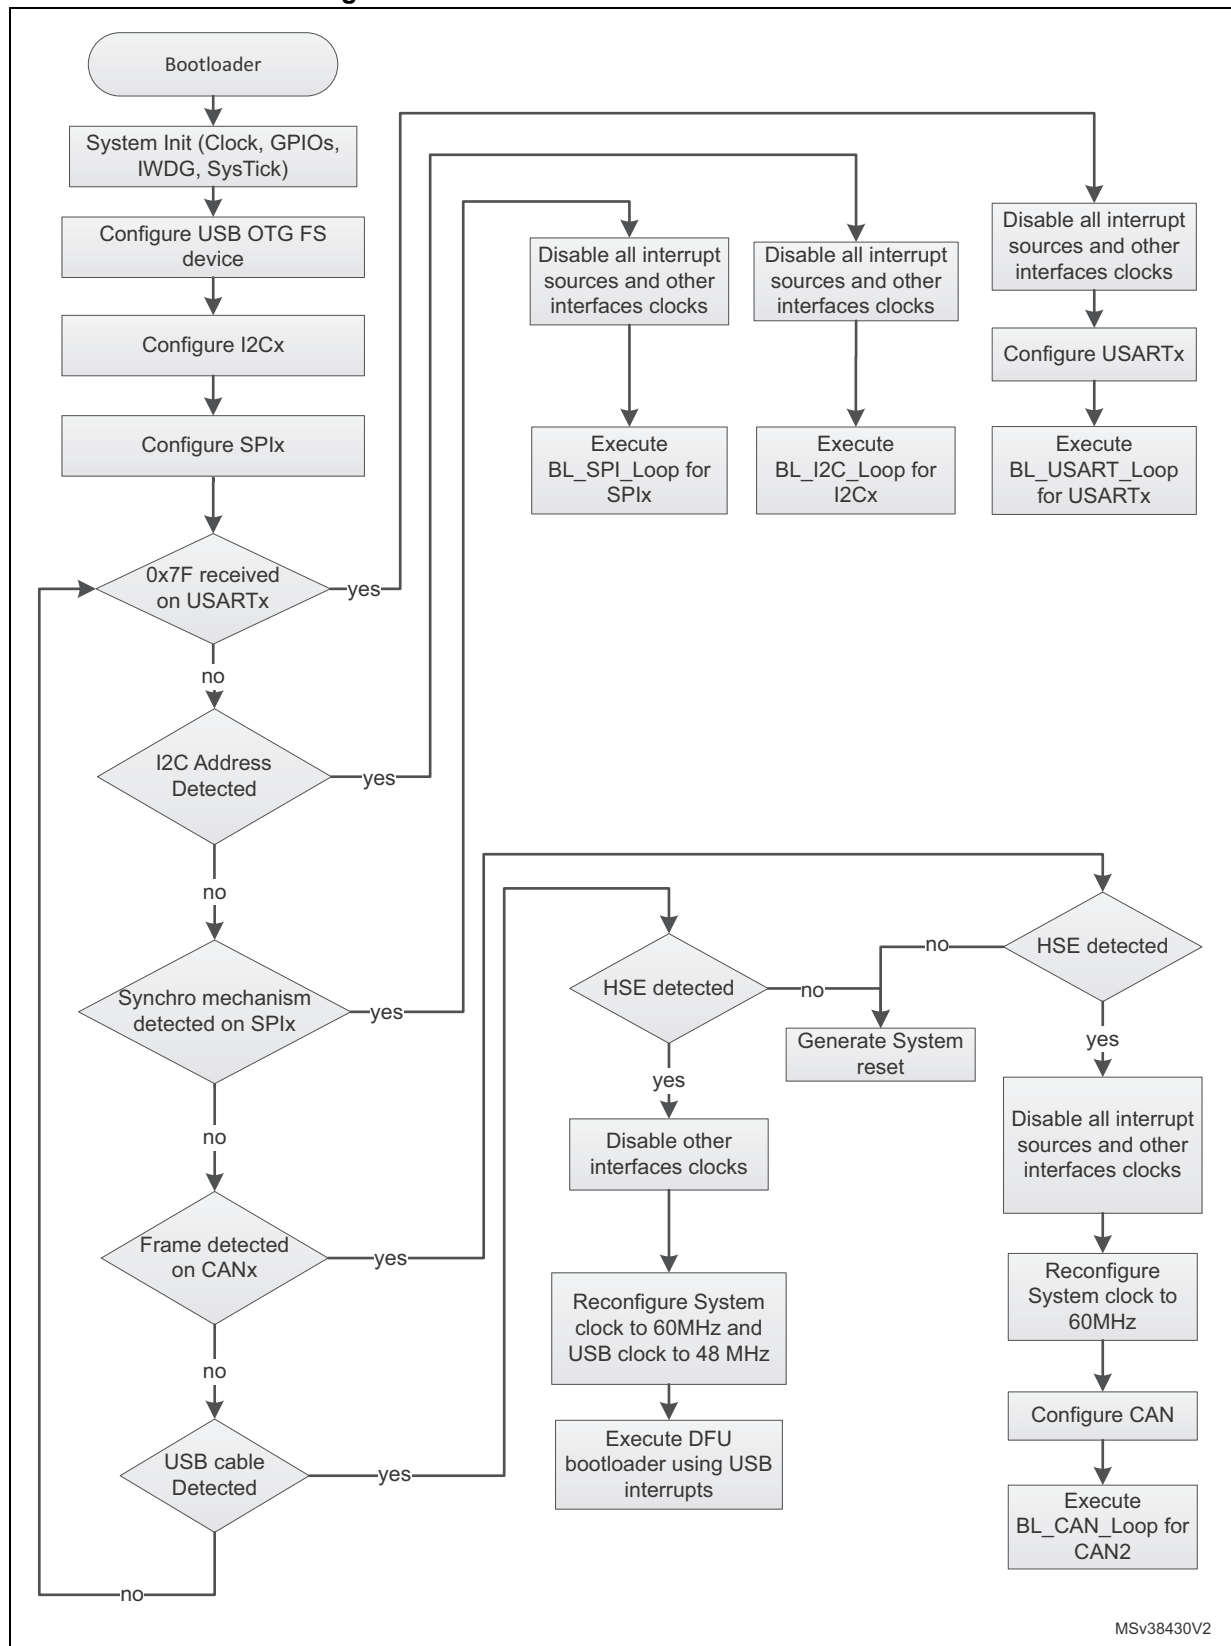 Bootloader
System Init (Clock, GPIOs,
IWDG, SysTick)
Configure USB OTG FS
device
Configure I2Cx
Configure SPIx
0x7F received
on USARTx
yes
no
I2C Address
Detected
yes
no
Synchro mechanism
detected on SPIx
yes
no
Frame detected
on CANx
yes
no
USB cable
Detected
yes
no
Disable all interrupt
sources and other
interfaces clocks
Execute
BL_SPI_Loop for
SPIx
Disable all interrupt
sources and other
interfaces clocks
Execute
BL_I2C_Loop for
I2Cx
Disable all interrupt
sources and other
interfaces clocks
Configure USARTx
Execute
BL_USART_Loop
for USARTx
HSE detected
no
yes
Generate System
reset
Disable other
interfaces clocks
Reconfigure System
clock to 60MHz and
USB clock to 48 MHz
Execute DFU
bootloader using USB
interrupts
HSE detected
no
yes
Disable all interrupt
sources and other
interfaces clocks
Reconfigure
System clock to
60MHz
Configure CAN
Execute
BL_CAN_Loop for
CAN2
MSv38430V2